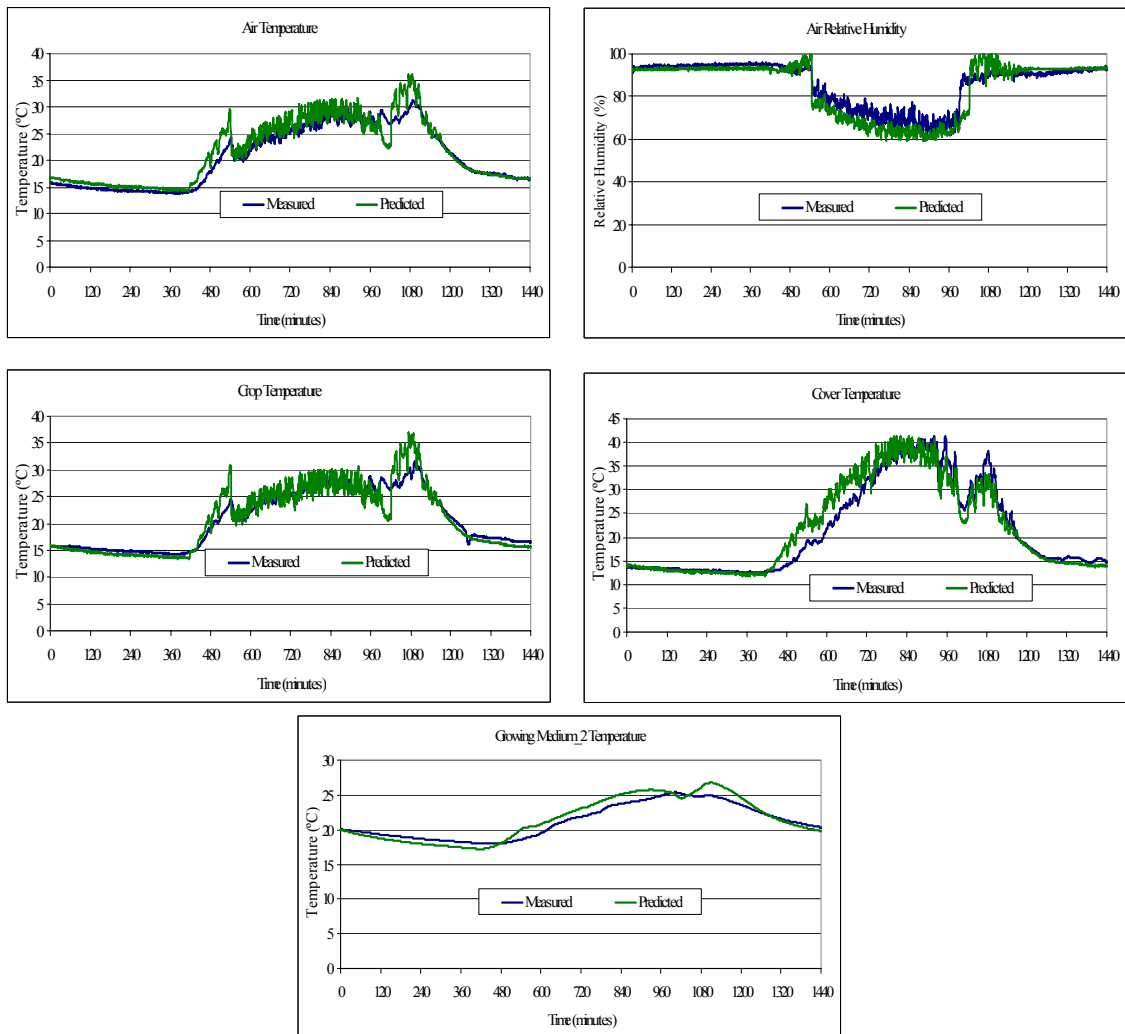 Air Temperature
40
35
30
25
20
15
10
5
0
Temperature (ºC)
Measured Predicted
0 120 240 360 480 600 720 840 960 1080 1200 1320 1440
Time (minutes)
Air Relative Humidity
100
80
60
40
20
0
Relative Humidity (%)
Measured Predicted
0 120 240 360 480 600 720 840 960 1080 1200 1320 1440
Time (minutes)
Crop Temperature
40
35
30
25
20
15
10
5
0
Temperature (ºC)
Measured Predicted
0 120 240 360 480 600 720 840 960 1080 1200 1320 1440
Time (minutes)
Cover Temperature
45
40
35
30
25
20
15
10
5
0
Temperature (ºC)
Measured Predicted
0 120 240 360 480 600 720 840 960 1080 1200 1320 1440
Time (minutes)
Growing Medium_2 Temperature
30
25
20
15
10
5
0
Temperature (ºC)
Measured Predicted
0 120 240 360 480 600 720 840 960 1080 1200 1320 1440
Time (minutes)